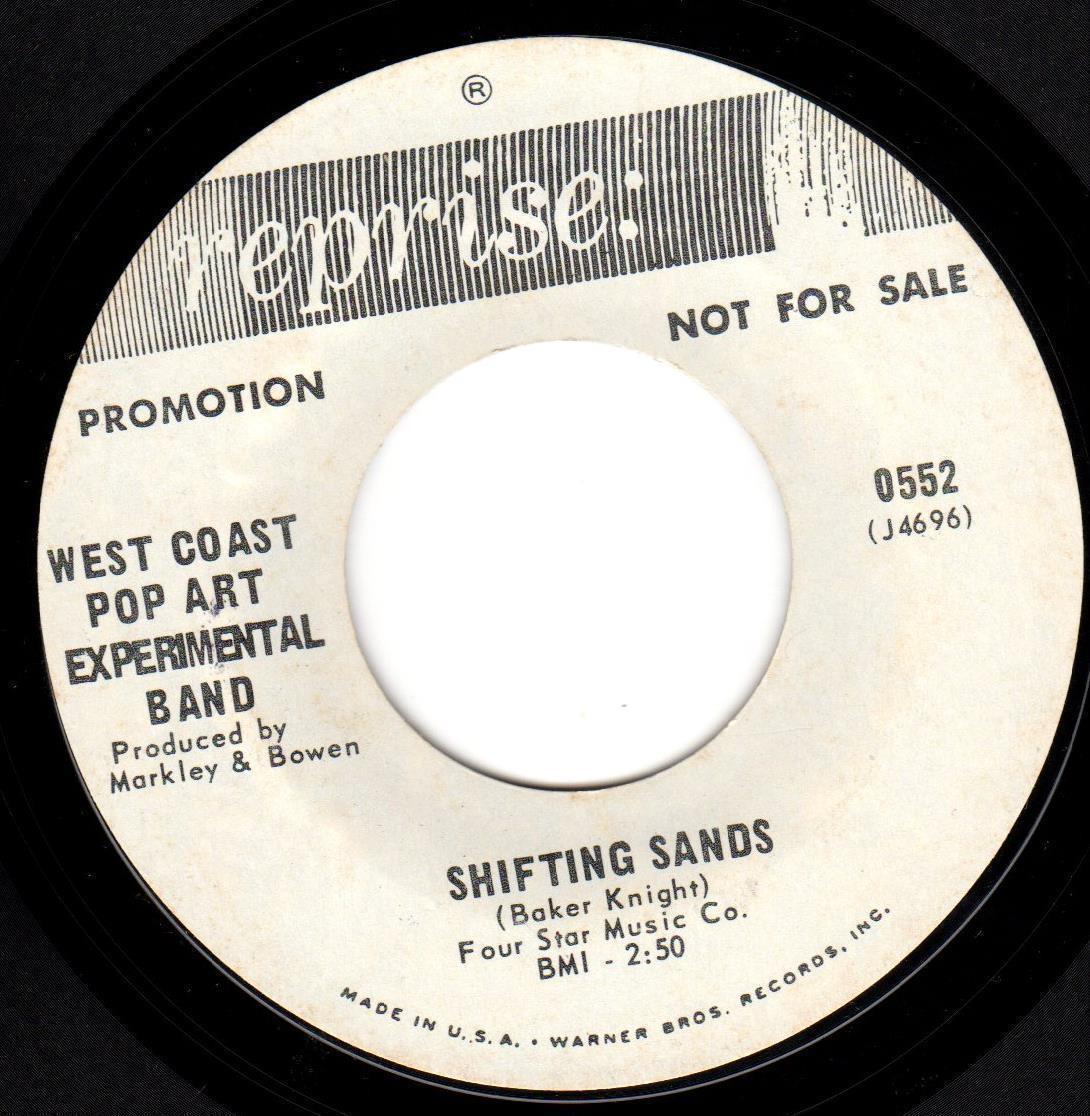 ®
reprise:
NOT FOR SALE
PROMOTION
0552
(J4696)
WEST COAST
POP ART
EXPERIMENTAL
BAND
Produced by
Markley & Bowen
SHIFTING SANDS
(Baker Knight)
Four Star Music Co.
BMI - 2:50
MADE IN U.S.A. • WARNER BROS. RECORDS, INC.